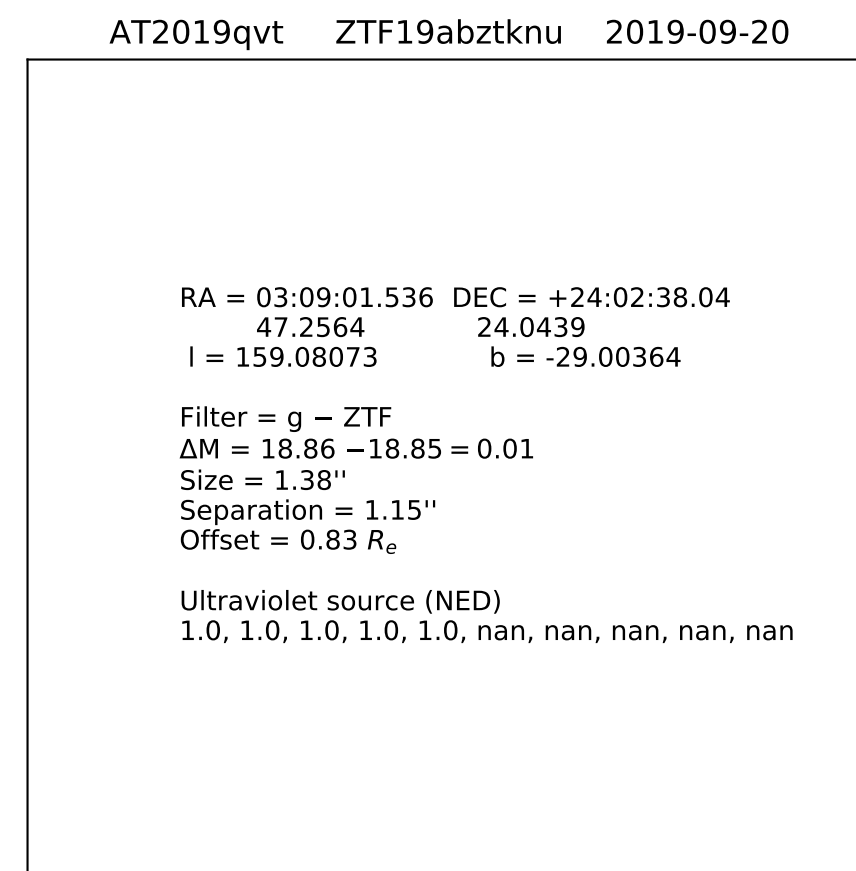 AT2019qvt ZTF19abztknu 2019-09-20
RA = 03:09:01.536 DEC = +24:02:38.04
47.2564 24.0439
l = 159.08073 b = -29.00364
Filter = g − ZTF
ΔM = 18.86 −18.85 = 0.01
Size = 1.38''
Separation = 1.15''
Offset = 0.83 Re
Ultraviolet source (NED)
1.0, 1.0, 1.0, 1.0, 1.0, nan, nan, nan, nan, nan